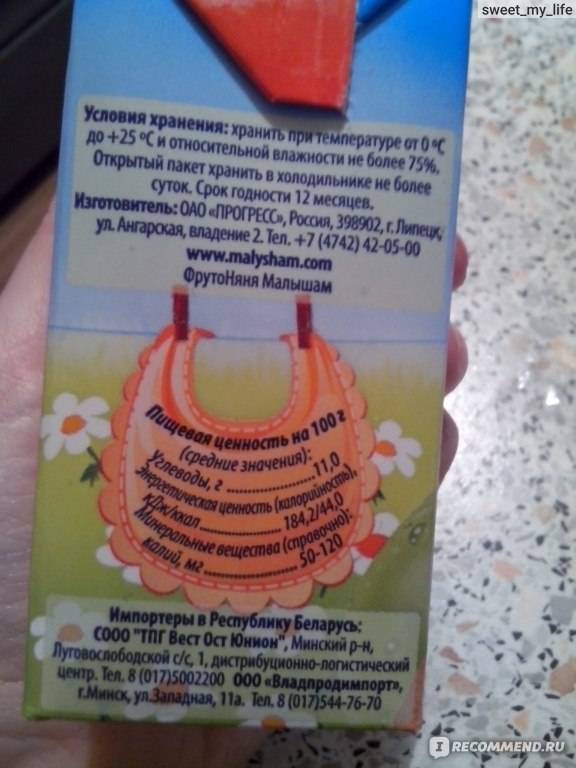 sweet_my_life
Условия хранения: хранить при температуре от 0 °С
до +25 °С и относительной влажности не более 75%.
Открытый пакет хранить в холодильнике не более
суток. Срок годности 12 месяцев.
Изготовитель: ОАО «ПРОГРЕСС», Россия, 398902, г. Липецк,
ул. Ангарская, владение 2. Тел. +7 (4742) 42-05-00
www.malysham.com
ФрутоНяня Малышам
Пищевая ценность на 100 г
(средние значения):
Углеводы, г ................ 11,0
Энергетическая ценность (калорийность),
кДж/ккал ................ 184,2/44,0
Минеральные вещества (справочно):
калий, мг ................ 50-120
Импортеры в Республику Беларусь:
СООО "ТПГ Вест Ост Юнион", Минский р-н,
Луговослободской с/с, 1, дистрибуционно-логистический
центр. Тел. 8 (017)5002200 ООО «Владпродимпорт»,
г.Минск, ул.Западная, 11а. Тел. 8 (017)544-76-70
I RECOMMEND.RU